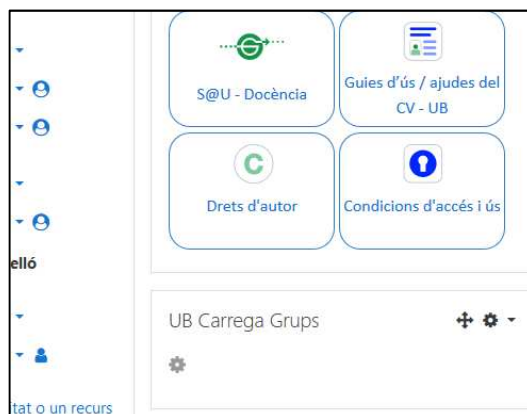 S@U - Docència
Guies d'ús / ajudes del
CV - UB
C
Drets d'autor
Condicions d'accés i ús
elló
UB Carrega Grups
itat o un recurs